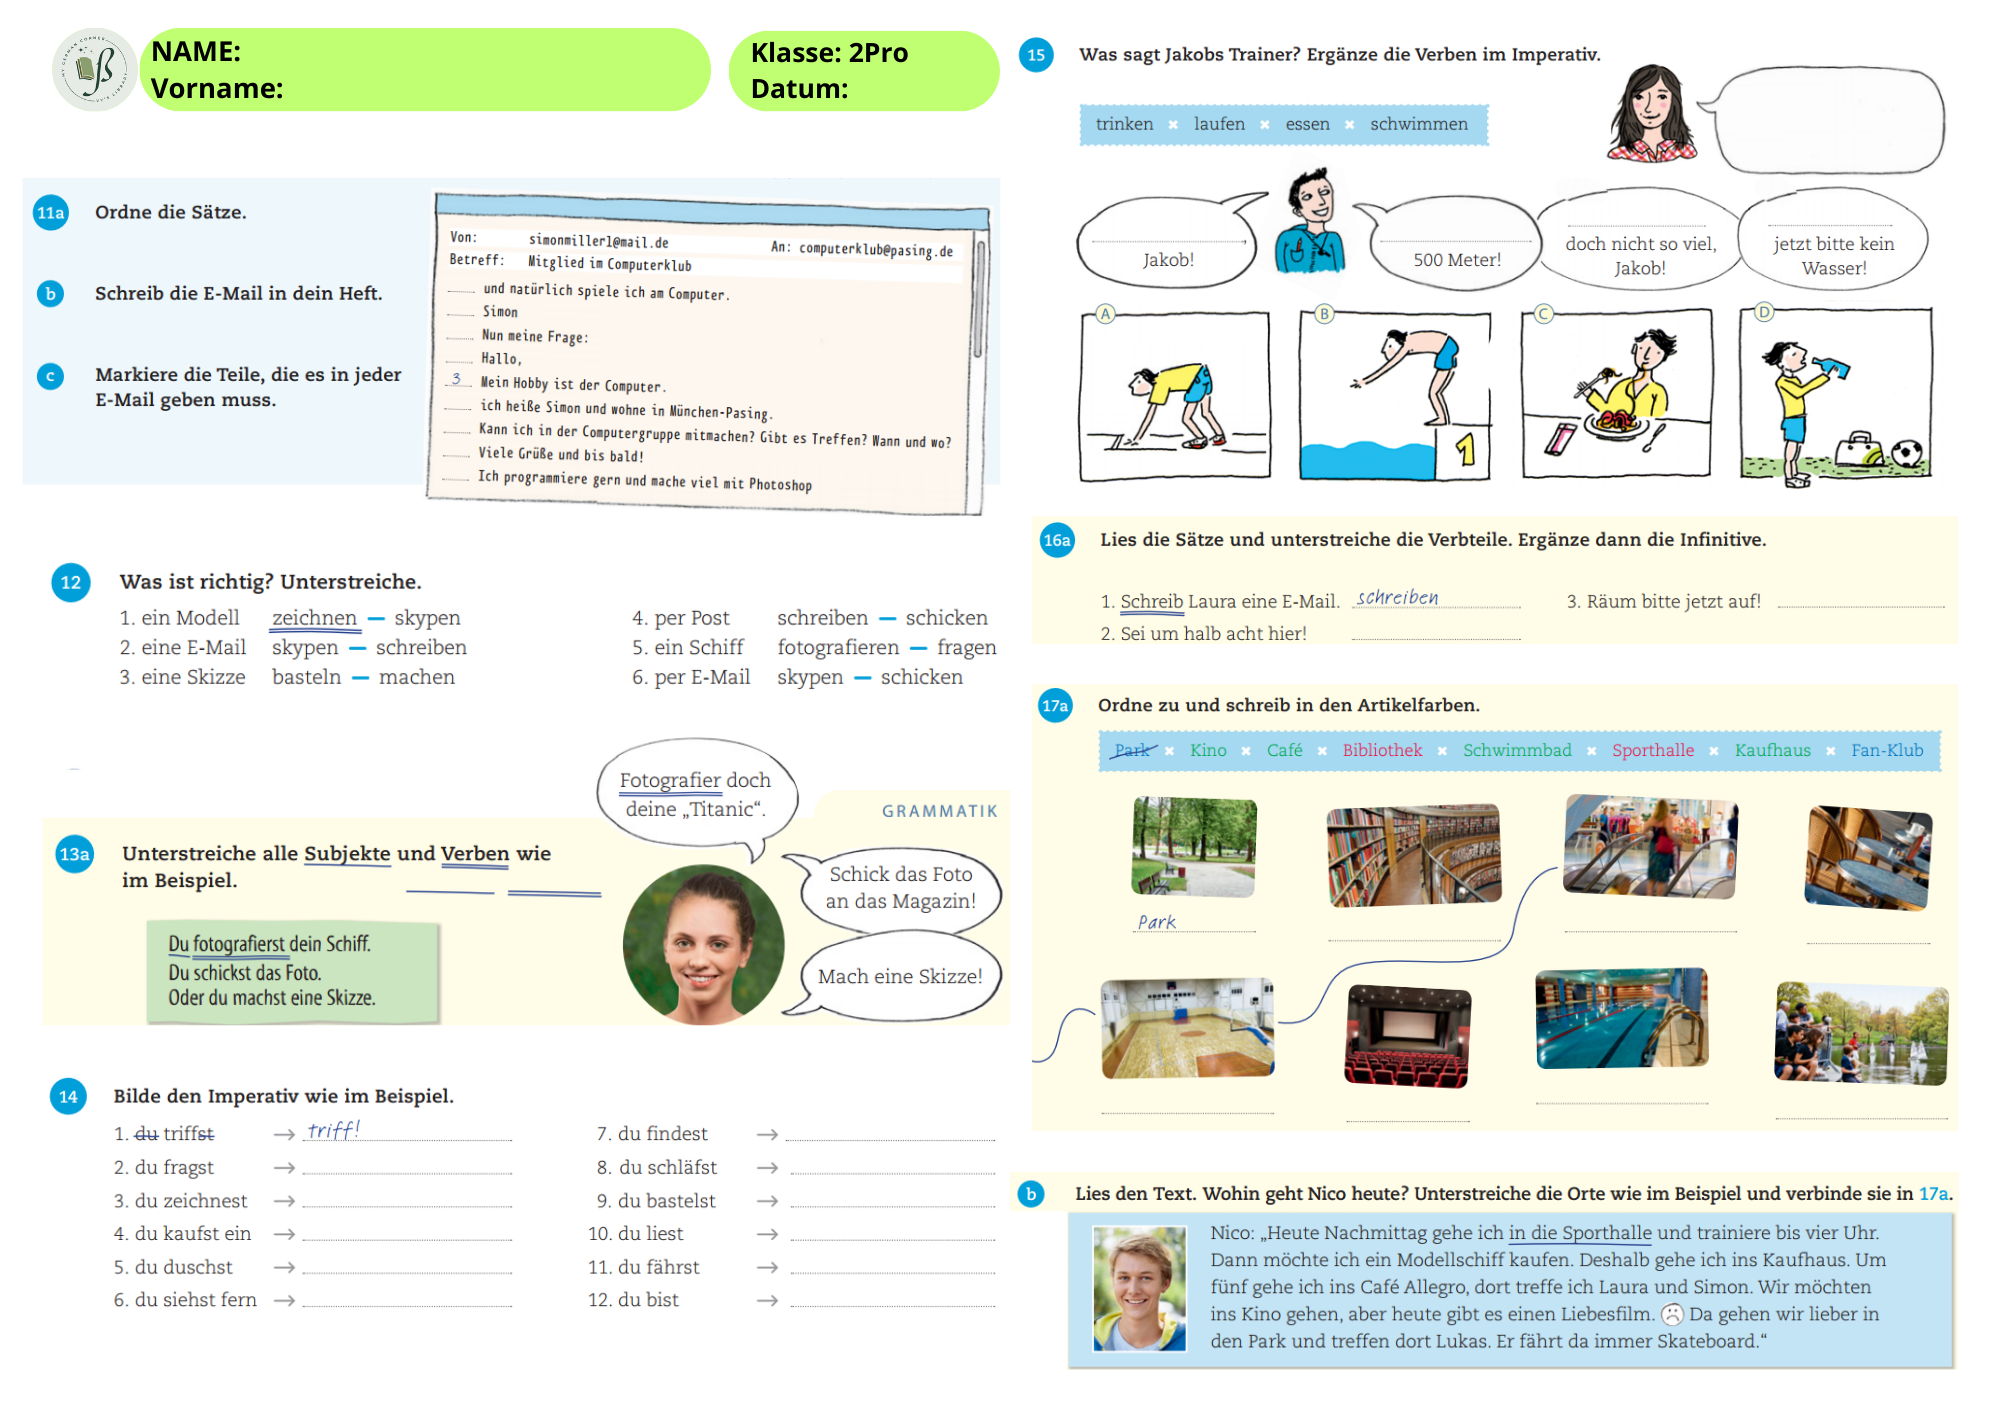 NAME:
Vorname:
Klasse: 2Pro
Datum:
MY GERMAN CORNER
ß
11a
Ordne die Sätze.
b
Schreib die E-Mail in dein Heft.
c
Markiere die Teile, die es in jeder
E-Mail geben muss.
Von: simonmiller1@mail.de An: computerklub@pasing.de
Betreff: Mitglied im Computerklub
und natürlich spiele ich am Computer.
Simon
Nun meine Frage:
Hallo,
3 Mein Hobby ist der Computer.
ich heiße Simon und wohne in München-Pasing.
Kann ich in der Computergruppe mitmachen? Gibt es Treffen? Wann und wo?
Viele Grüße und bis bald!
Ich programmiere gern und mache viel mit Photoshop
12 Was ist richtig? Unterstreiche.
1. ein Modell zeichnen — skypen
2. eine E-Mail skypen — schreiben
3. eine Skizze basteln — machen
4. per Post schreiben — schicken
5. ein Schiff fotografieren — fragen
6. per E-Mail skypen — schicken
GRAMMATIK
13a Unterstreiche alle Subjekte und Verben wie
im Beispiel.
Du fotografierst dein Schiff.
Du schickst das Foto.
Oder du machst eine Skizze.
Fotografier doch
deine „Titanic“.
Schick das Foto
an das Magazin!
Mach eine Skizze!
14 Bilde den Imperativ wie im Beispiel.
1. du triffst → triff!
2. du fragst →
3. du zeichnest →
4. du kaufst ein →
5. du duschst →
6. du siehst fern →
7. du findest →
8. du schläfst →
9. du bastelst →
10. du liest →
11. du fährst →
12. du bist →
15 Was sagt Jakobs Trainer? Ergänze die Verben im Imperativ.
trinken × laufen × essen × schwimmen
Jakob!
500 Meter!
doch nicht so viel,
Jakob!
jetzt bitte kein
Wasser!
A
B
C
D
1
16a Lies die Sätze und unterstreiche die Verbteile. Ergänze dann die Infinitive.
1. Schreib Laura eine E-Mail. schreiben
2. Sei um halb acht hier!
3. Räum bitte jetzt auf!
17a Ordne zu und schreib in den Artikelfarben.
Park × Kino × Café × Bibliothek × Schwimmbad × Sporthalle × Kaufhaus × Fan-Klub
Park
b Lies den Text. Wohin geht Nico heute? Unterstreiche die Orte wie im Beispiel und verbinde sie in 17a.
Nico: „Heute Nachmittag gehe ich in die Sporthalle und trainiere bis vier Uhr.
Dann möchte ich ein Modellschiff kaufen. Deshalb gehe ich ins Kaufhaus. Um
fünf gehe ich ins Café Allegro, dort treffe ich Laura und Simon. Wir möchten
ins Kino gehen, aber heute gibt es einen Liebesfilm. Da gehen wir lieber in
den Park und treffen dort Lukas. Er fährt da immer Skateboard.“